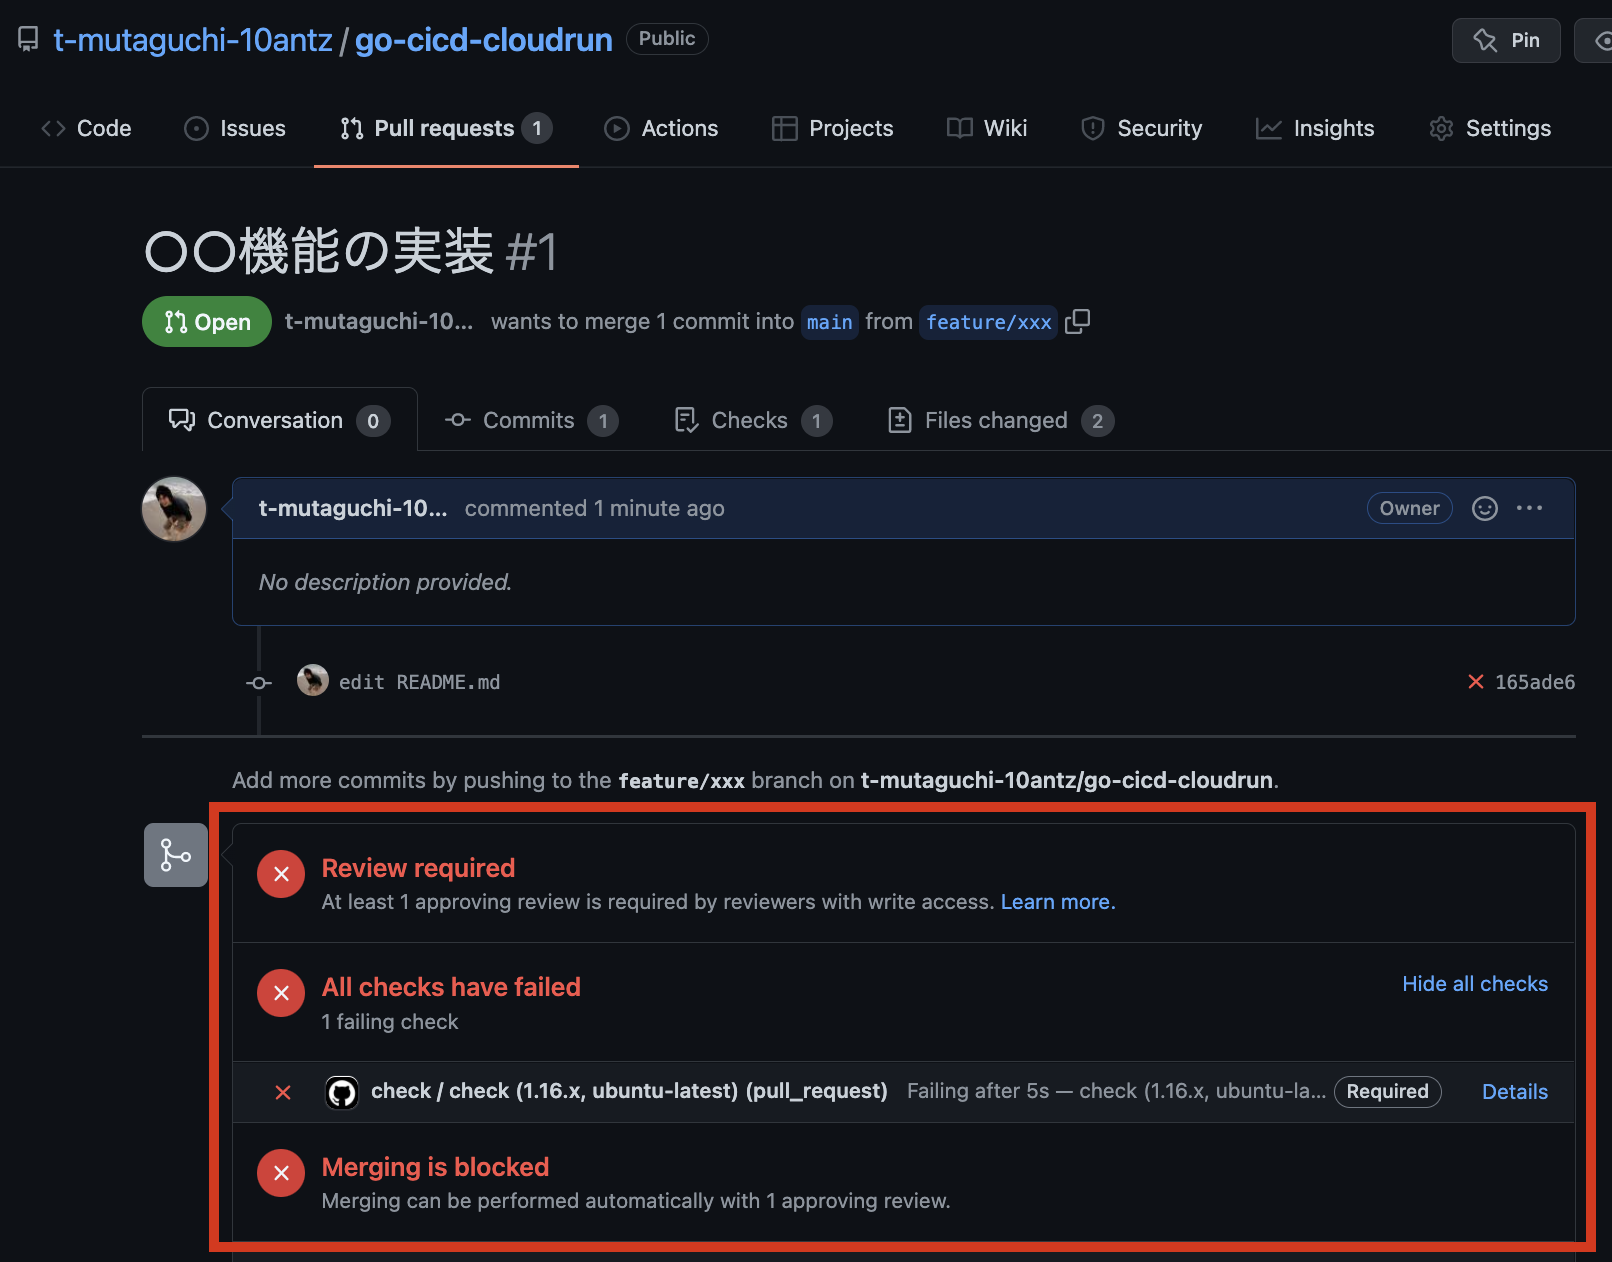 t-mutaguchi-10antz / go-cicd-cloudrun Public Pin
Code Issues Pull requests 1 Actions Projects Wiki Security Insights Settings
〇〇機能の実装 #1
Open t-mutaguchi-10... wants to merge 1 commit into main from feature/xxx
Conversation 0 Commits 1 Checks 1 Files changed 2
t-mutaguchi-10... commented 1 minute ago Owner
No description provided.
edit README.md 165ade6
Add more commits by pushing to the feature/xxx branch on t-mutaguchi-10antz/go-cicd-cloudrun.
Review required
At least 1 approving review is required by reviewers with write access. Learn more.
All checks have failed Hide all checks
1 failing check
check / check (1.16.x, ubuntu-latest) (pull_request) Failing after 5s — check (1.16.x, ubuntu-la... Required Details
Merging is blocked
Merging can be performed automatically with 1 approving review.